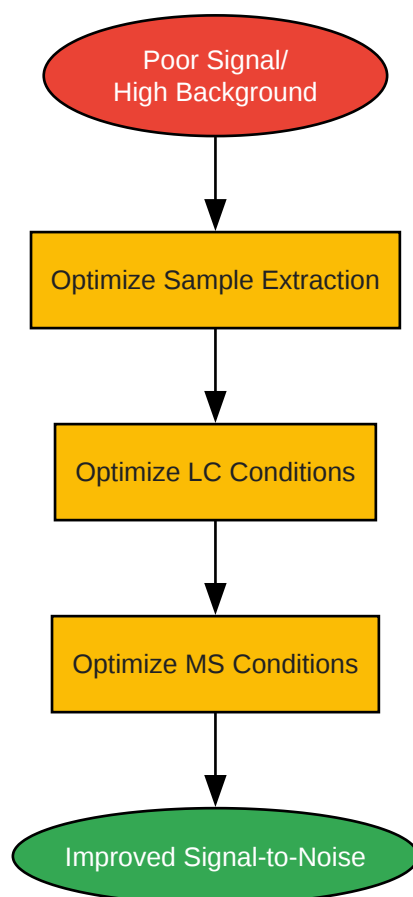 Poor Signal/
High Background
Optimize Sample Extraction
Optimize LC Conditions
Optimize MS Conditions
Improved Signal-to-Noise